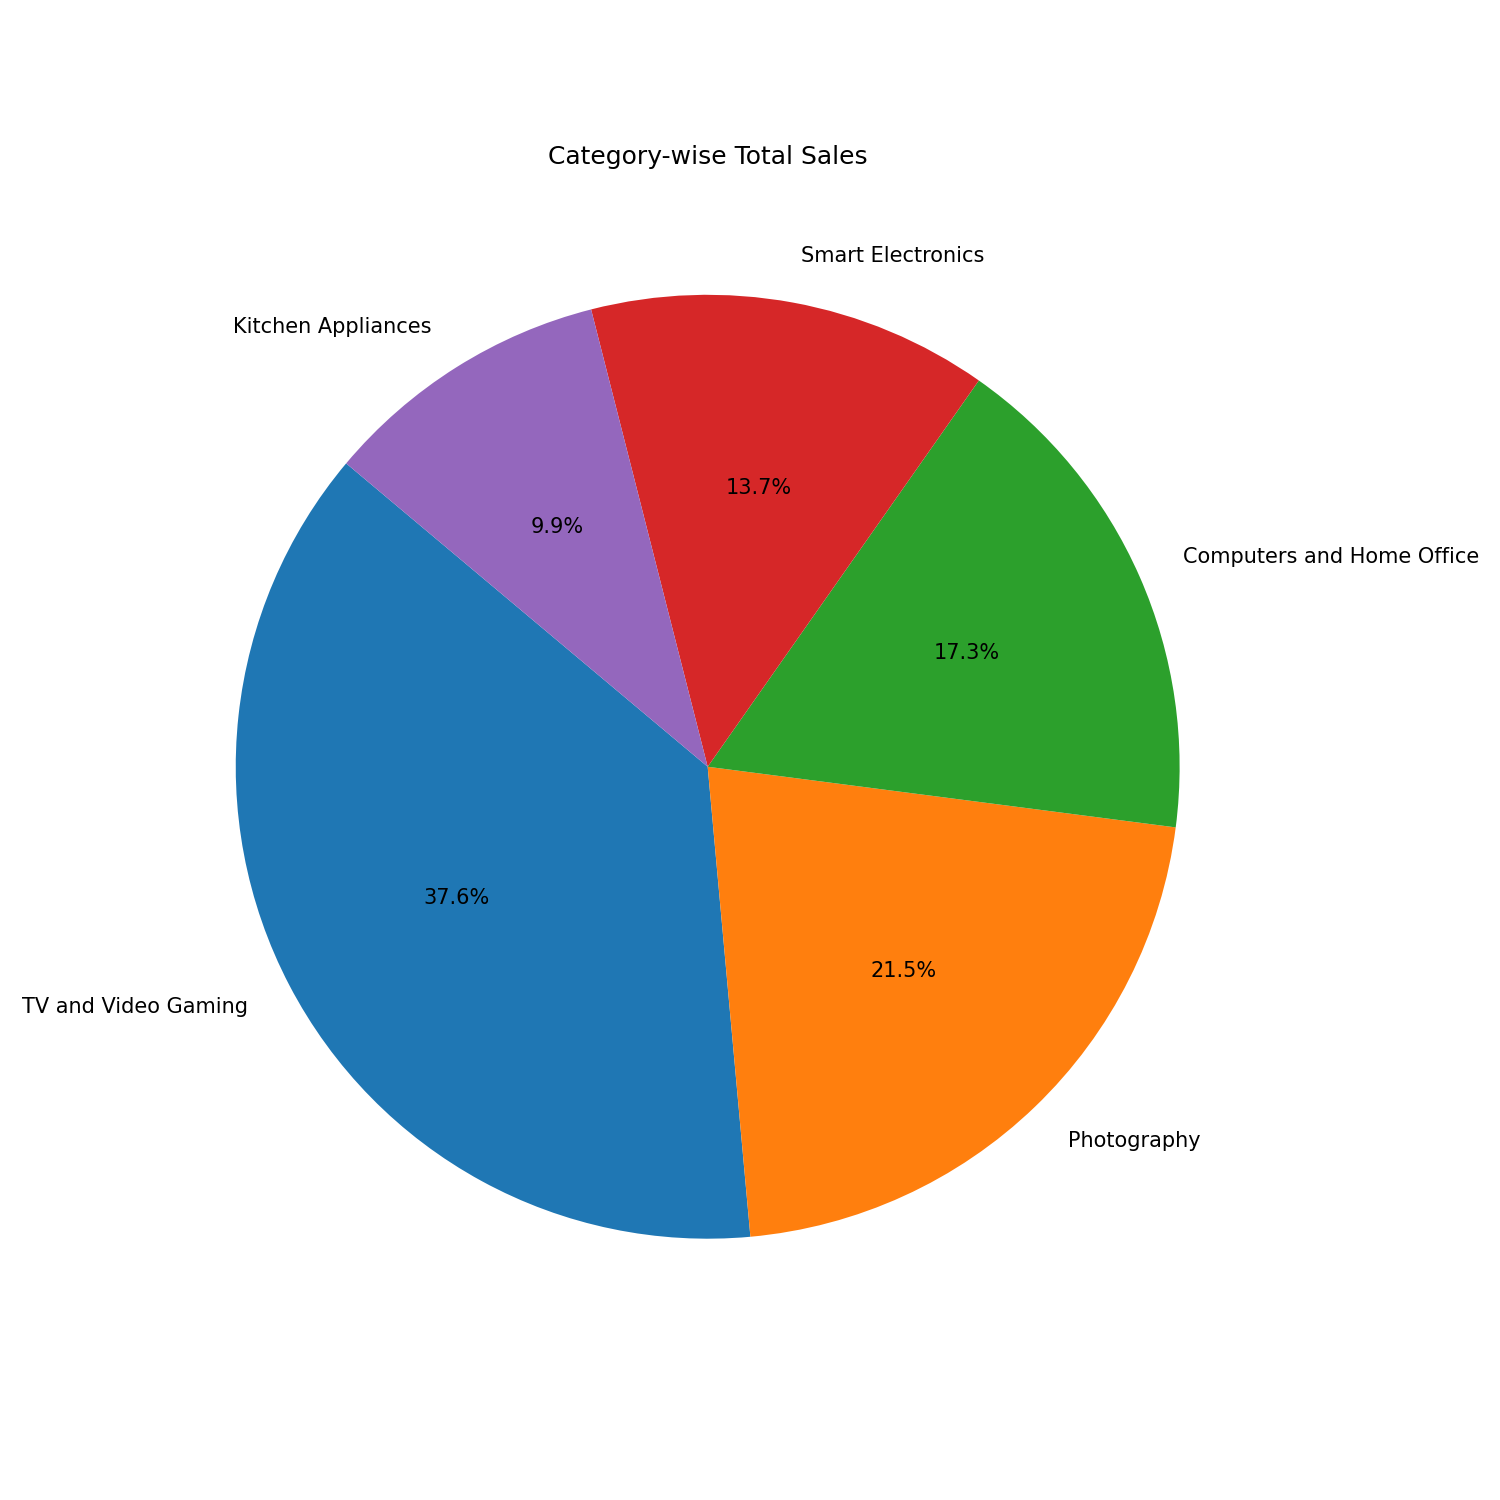 Category-wise Total Sales
Smart Electronics
Kitchen Appliances
13.7%
9.9%
Computers and Home Office
17.3%
37.6%
21.5%
TV and Video Gaming
Photography